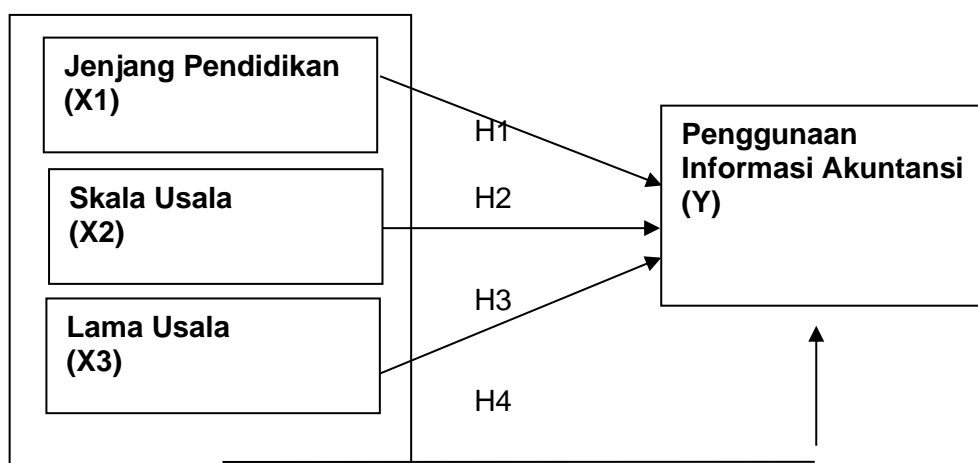 Jenjang Pendidikan
(X1)
H1
Penggunaan
Informasi Akuntansi
(Y)
Skala Usala
(X2)
H2
Lama Usala
(X3)
H3
H4